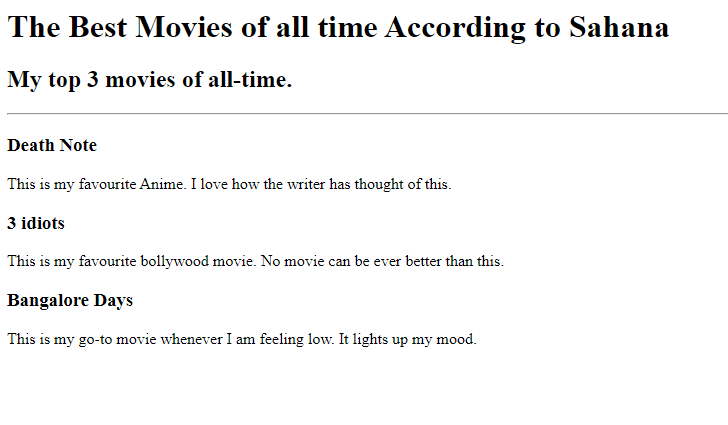 The Best Movies of all time According to Sahana
My top 3 movies of all-time.
Death Note
This is my favourite Anime. I love how the writer has thought of this.
3 idiots
This is my favourite bollywood movie. No movie can be ever better than this.
Bangalore Days
This is my go-to movie whenever I am feeling low. It lights up my mood.